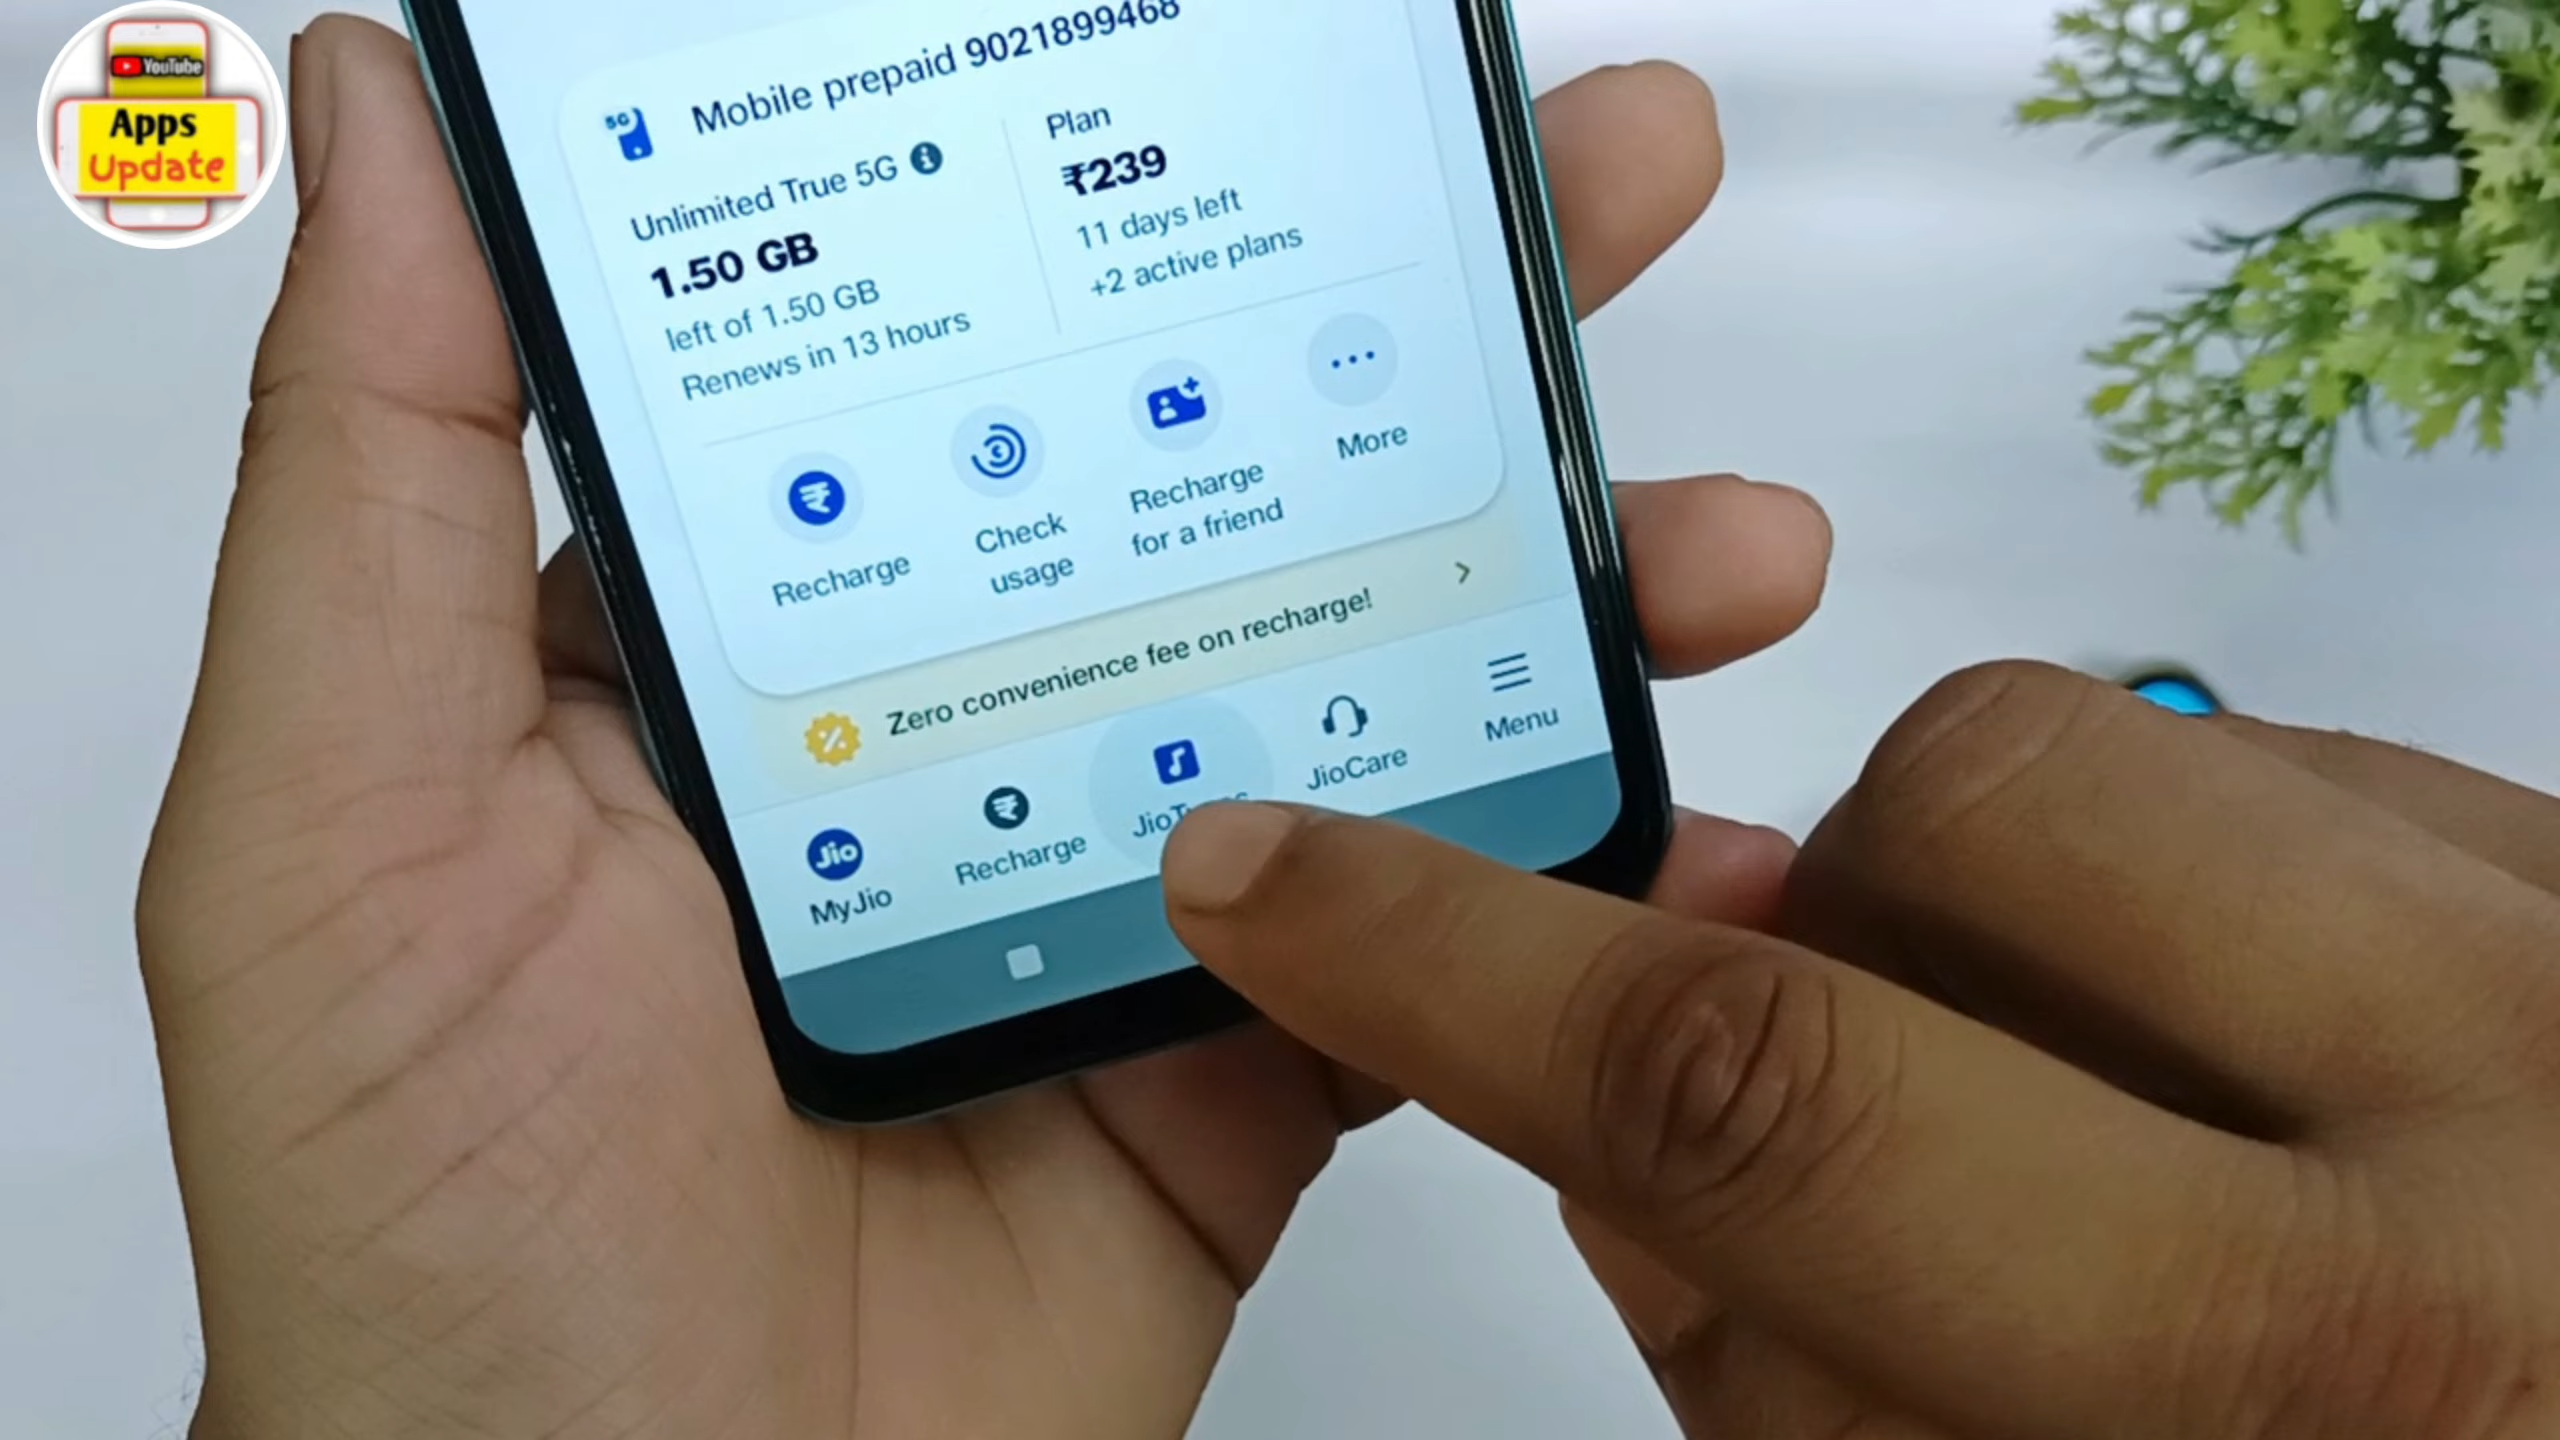 YouTube
Apps
Update
Mobile prepaid 9021899468
5G
Unlimited True 5G
1.50 GB
left of 1.50 GB
Renews in 13 hours
Plan
₹239
11 days left
+2 active plans
Recharge
Check
usage
Recharge
for a friend
More
Zero convenience fee on recharge!
Jio
MyJio
Recharge
JioCare
Menu